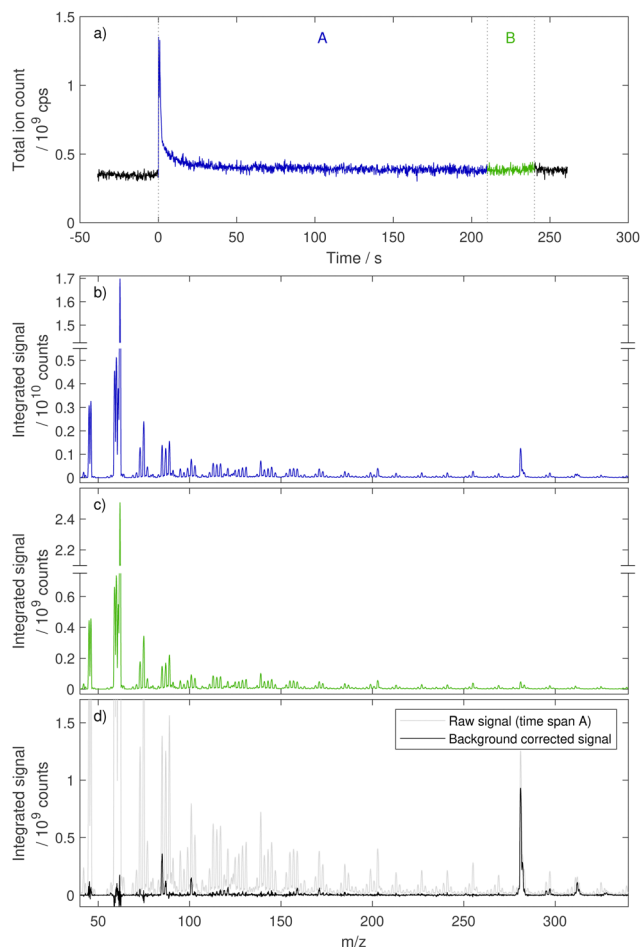 a)
A
B
Total ion count
/ 10⁹ cps
1.5
1
0.5
0
-50
0
50
100
150
200
250
300
Time / s
b)
Integrated signal
/ 10¹⁰ counts
1.7
1.6
1.5
0.5
0.4
0.3
0.2
0.1
0
c)
Integrated signal
/ 10⁹ counts
2.4
2.2
0.6
0.4
0.2
0
d)
Raw signal (time span A)
Background corrected signal
Integrated signal
/ 10⁹ counts
1.5
1
0.5
0
50
100
150
200
250
300
m/z